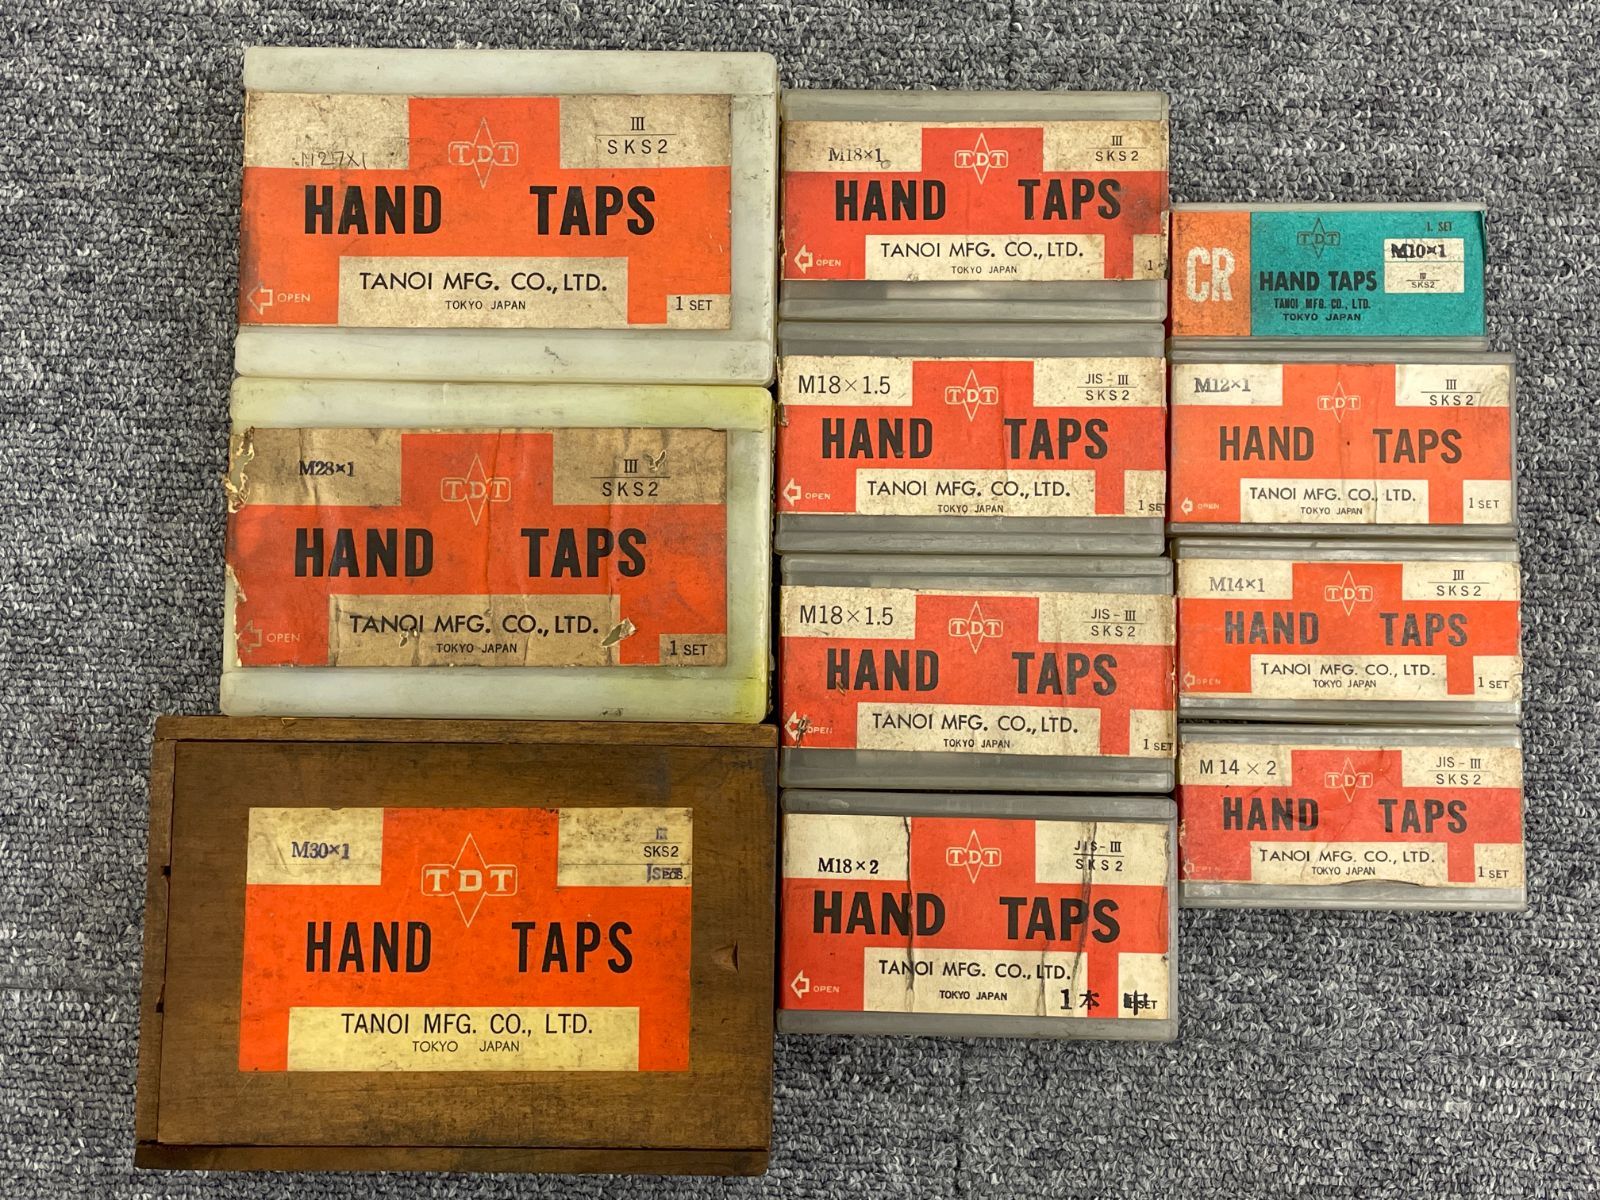 M27×1
TDT
III
SKS2
HAND TAPS
TANOI MFG. CO., LTD.
TOKYO JAPAN
OPEN
1 SET
M28×1
TDT
III
SKS2
HAND TAPS
TANOI MFG. CO., LTD.
TOKYO JAPAN
OPEN
1 SET
M30×1
TDT
III
SKS2
HAND TAPS
TANOI MFG. CO., LTD.
TOKYO JAPAN
M18×1
TDT
III
SKS2
HAND TAPS
TANOI MFG. CO., LTD.
TOKYO JAPAN
OPEN
1
M18×1.5
TDT
JIS-III
SKS2
HAND TAPS
TANOI MFG. CO., LTD.
TOKYO JAPAN
OPEN
1 SET
M18×1.5
TDT
JIS-III
SKS2
HAND TAPS
TANOI MFG. CO., LTD.
TOKYO JAPAN
OPEN
1 SET
M18×2
TDT
JIS-III
SKS2
HAND TAPS
TANOI MFG. CO., LTD.
TOKYO JAPAN
OPEN
1本 SET
CR
TDT
1. SET
M10×1
III
SKS2
HAND TAPS
TANOI MFG. CO., LTD.
TOKYO JAPAN
M12×1
TDT
III
SKS2
HAND TAPS
TANOI MFG. CO., LTD.
TOKYO JAPAN
OPEN
1 SET
M14×1
TDT
III
SKS2
HAND TAPS
TANOI MFG. CO., LTD.
TOKYO JAPAN
OPEN
1 SET
M14×2
TDT
JIS-III
SKS2
HAND TAPS
TANOI MFG. CO., LTD.
TOKYO JAPAN
OPEN
1 SET